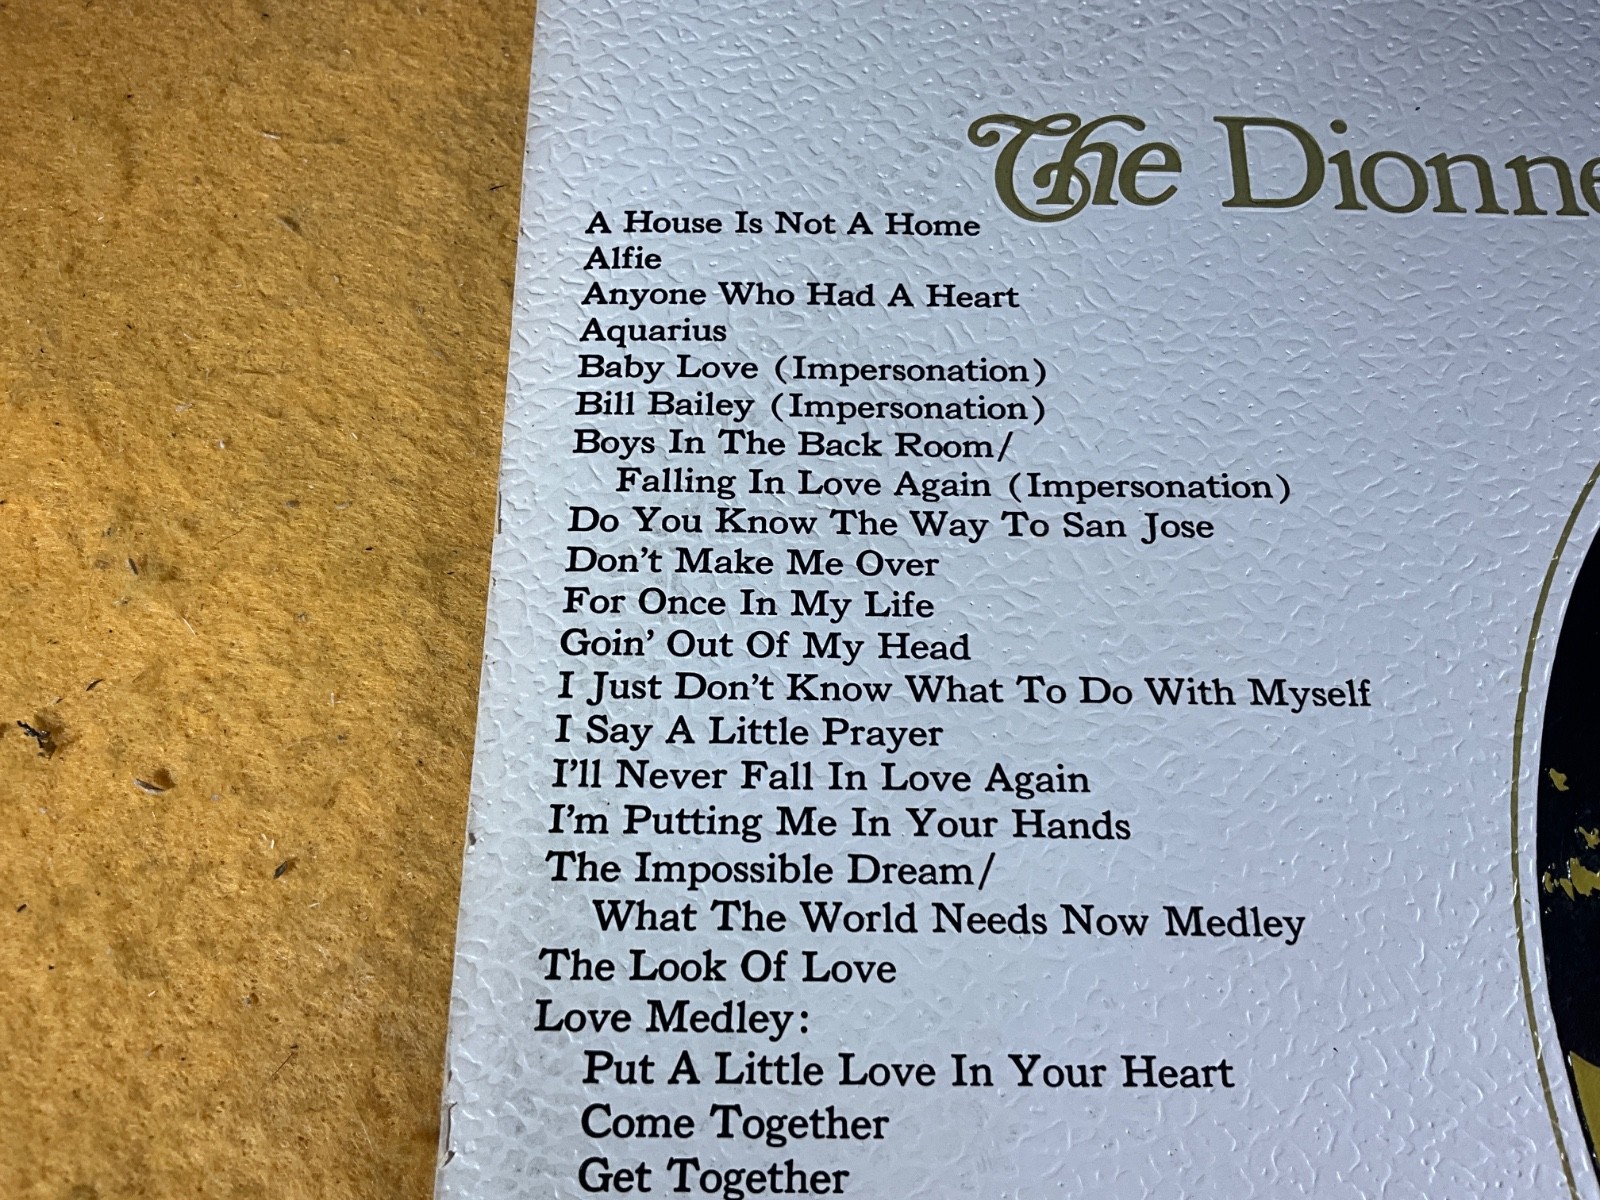 The Dionne
A House Is Not A Home
Alfie
Anyone Who Had A Heart
Aquarius
Baby Love (Impersonation)
Bill Bailey (Impersonation)
Boys In The Back Room/
Falling In Love Again (Impersonation)
Do You Know The Way To San Jose
Don't Make Me Over
For Once In My Life
Goin' Out Of My Head
I Just Don't Know What To Do With Myself
I Say A Little Prayer
I'll Never Fall In Love Again
I'm Putting Me In Your Hands
The Impossible Dream/
What The World Needs Now Medley
The Look Of Love
Love Medley:
Put A Little Love In Your Heart
Come Together
Get Together